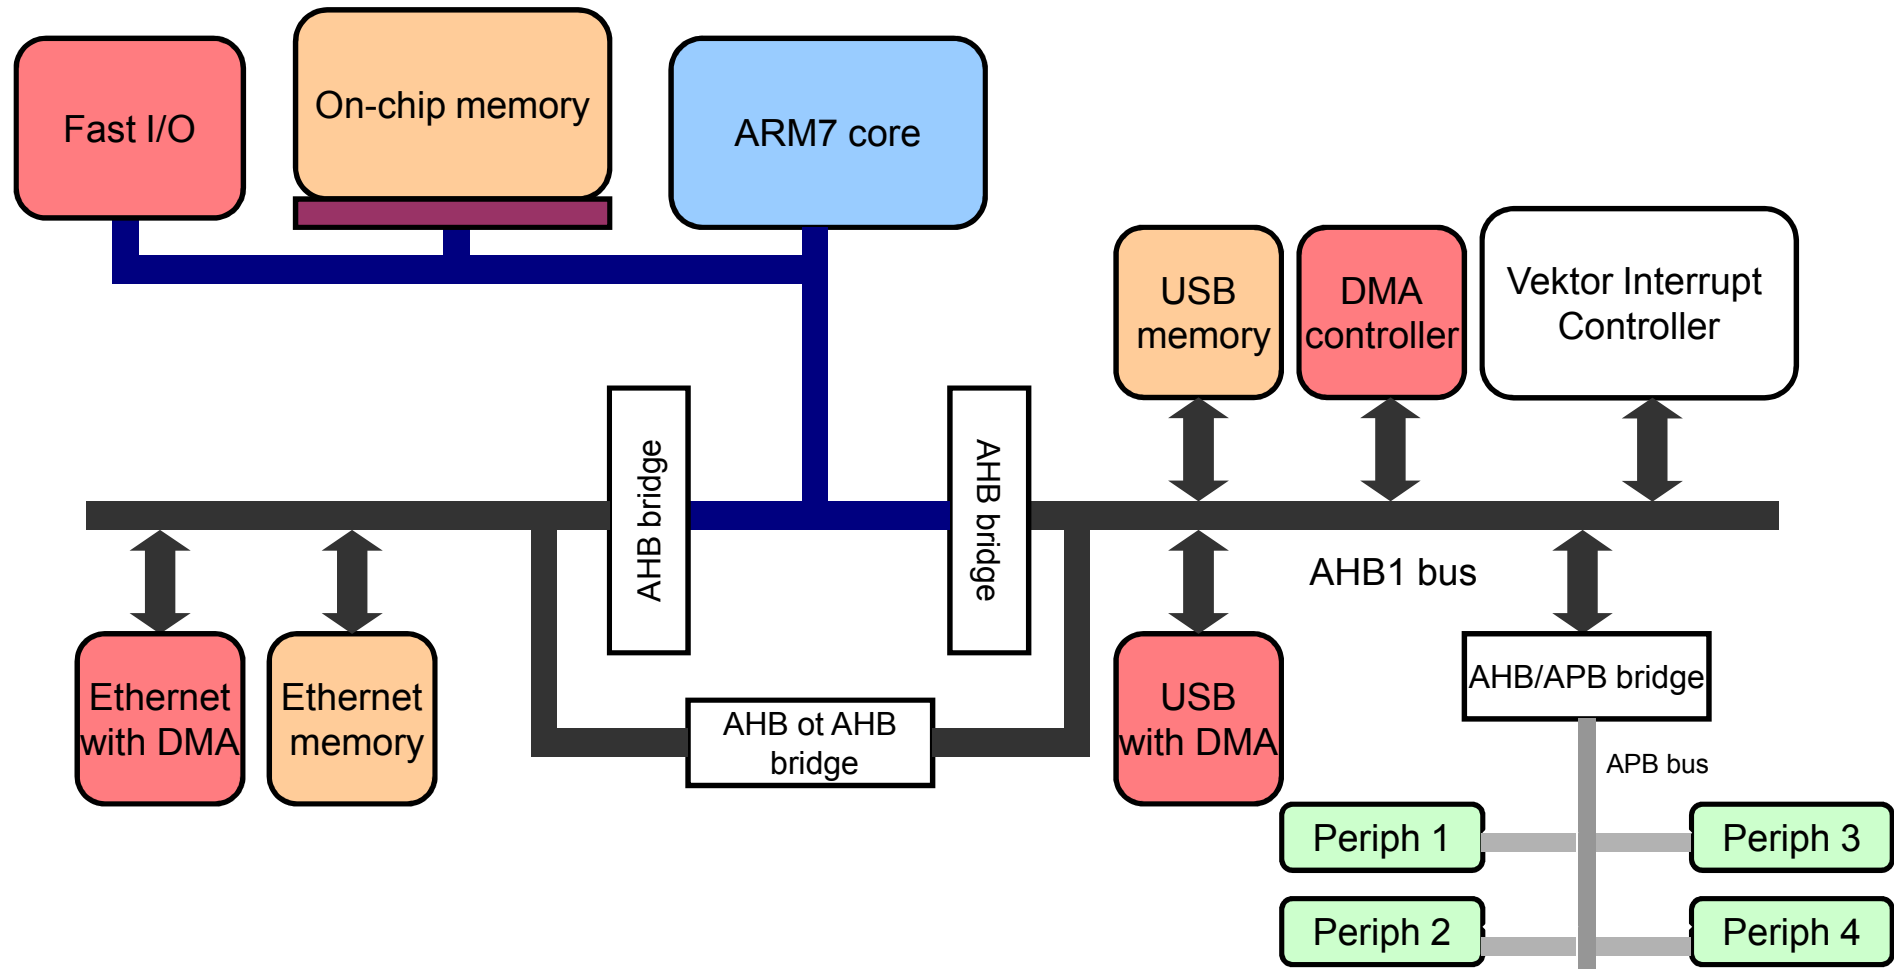 Fast I/O
On-chip memory
ARM7 core
USB
memory
DMA
controller
Vektor Interrupt
Controller
AHB bridge
AHB bridge
AHB1 bus
Ethernet
with DMA
Ethernet
memory
AHB ot AHB
bridge
USB
with DMA
AHB/APB bridge
APB bus
Periph 1
Periph 3
Periph 2
Periph 4